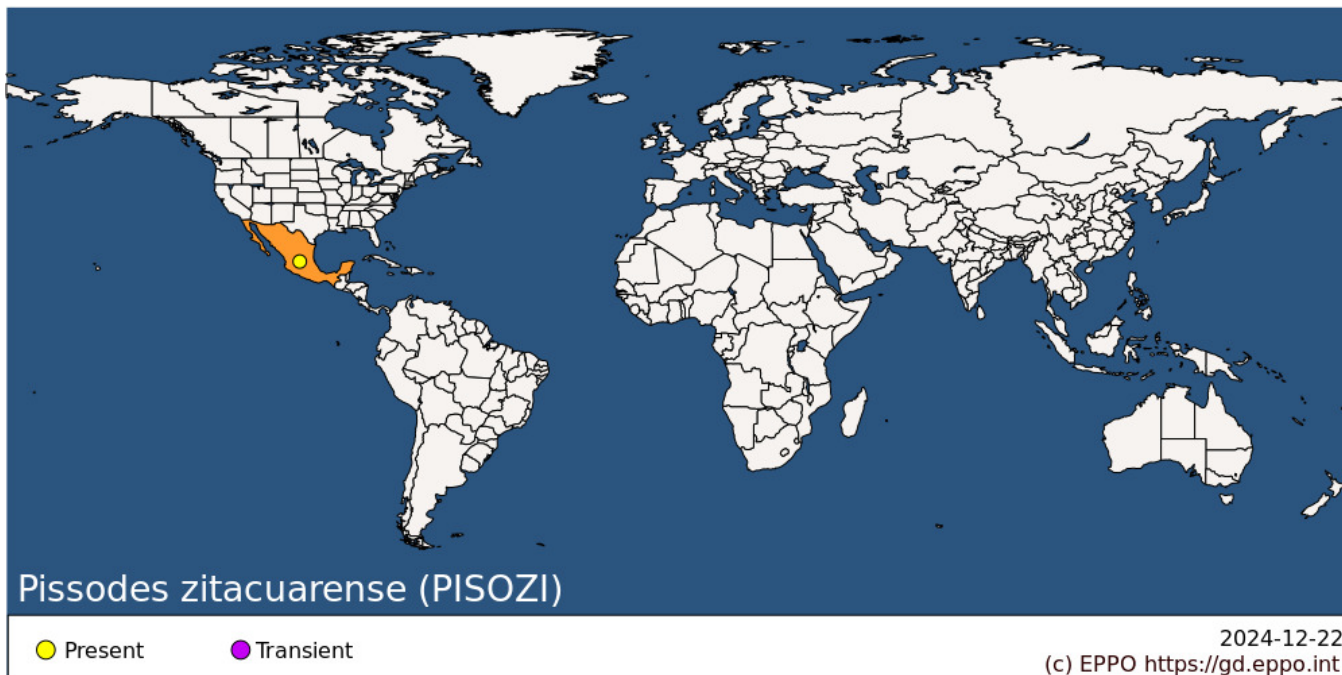 Pissodes zitacuarense (PISOZI)
Present
Transient
2024-12-22
(c) EPPO https://gd.eppo.int